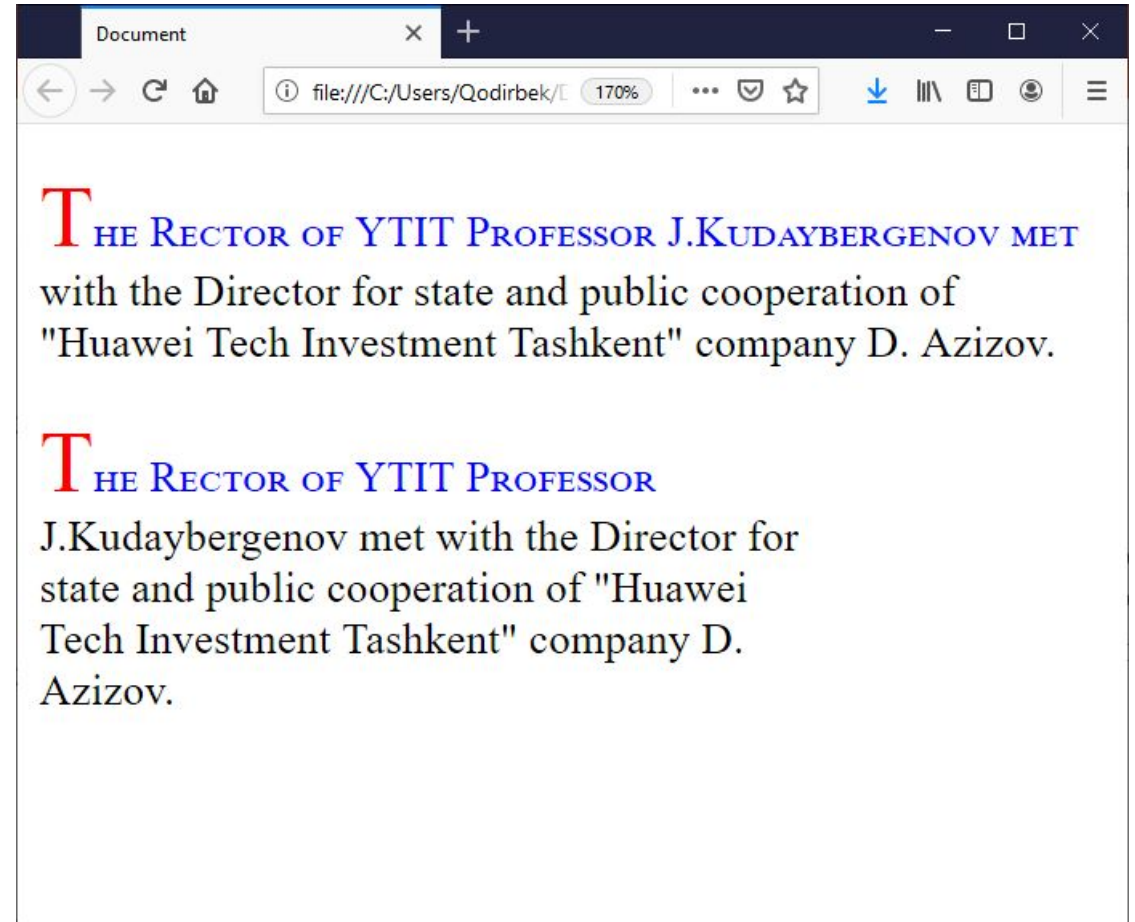 Document
file:///C:/Users/Qodirbek/D 170%
The Rector of YTIT Professor J.Kudaybergenov met
with the Director for state and public cooperation of
"Huawei Tech Investment Tashkent" company D. Azizov.
The Rector of YTIT Professor
J.Kudaybergenov met with the Director for
state and public cooperation of "Huawei
Tech Investment Tashkent" company D.
Azizov.